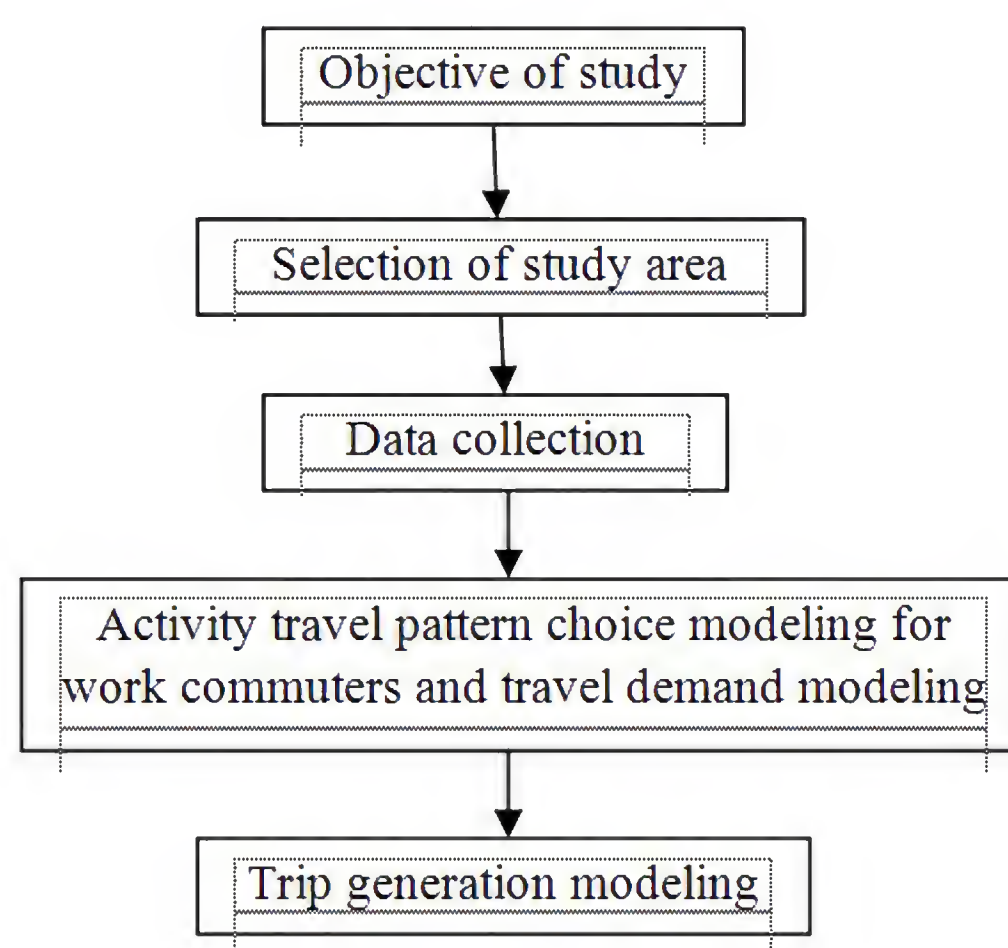 Objective of study
Selection of study area
Data collection
Activity travel pattern choice modeling for
work commuters and travel demand modeling
Trip generation modeling